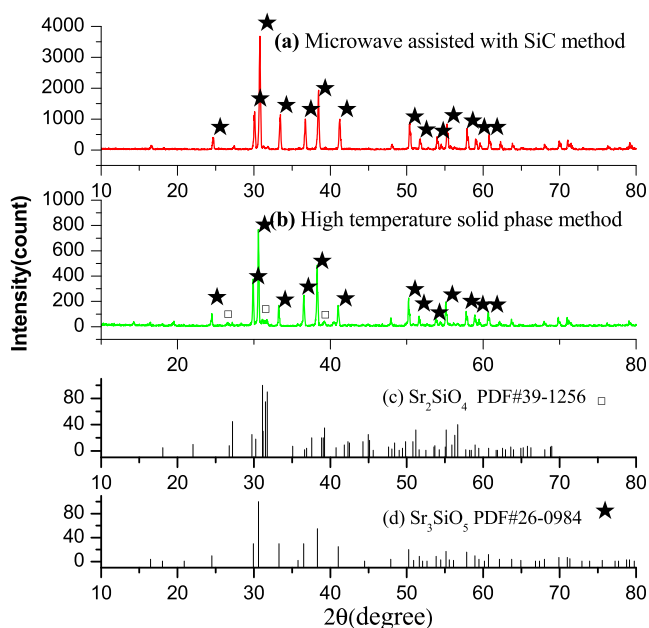 4000
(a) Microwave assisted with SiC method
3000
2000
1000
0
10 20 30 40 50 60 70 80
1000
(b) High temperature solid phase method
800
600
400
200
0
20 40 60 80
Intensity(count)
80
(c) Sr₂SiO₄ PDF#39-1256
40
0
10 20 30 40 50 60 70 80
80
(d) Sr₃SiO₅ PDF#26-0984
40
0
10 20 30 40 50 60 70 80
2θ(degree)